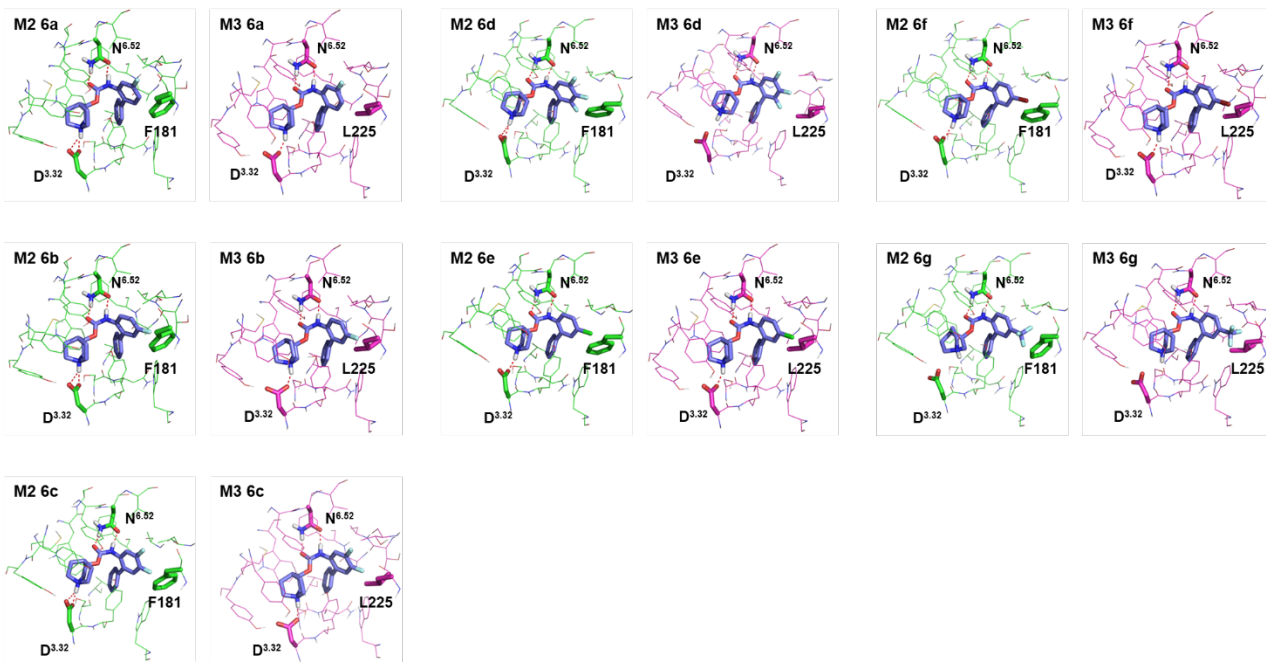 M2 6a
N6.52
F181
D3.32
M3 6a
N6.52
L225
D3.32
M2 6d
N6.52
F181
D3.32
M3 6d
N6.52
L225
D3.32
M2 6f
N6.52
F181
D3.32
M3 6f
N6.52
L225
D3.32
M2 6b
N6.52
F181
D3.32
M3 6b
N6.52
L225
D3.32
M2 6e
N6.52
F181
D3.32
M3 6e
N6.52
L225
D3.32
M2 6g
N6.52
F181
D3.32
M3 6g
N6.52
L225
D3.32
M2 6c
N6.52
F181
D3.32
M3 6c
N6.52
L225
D3.32